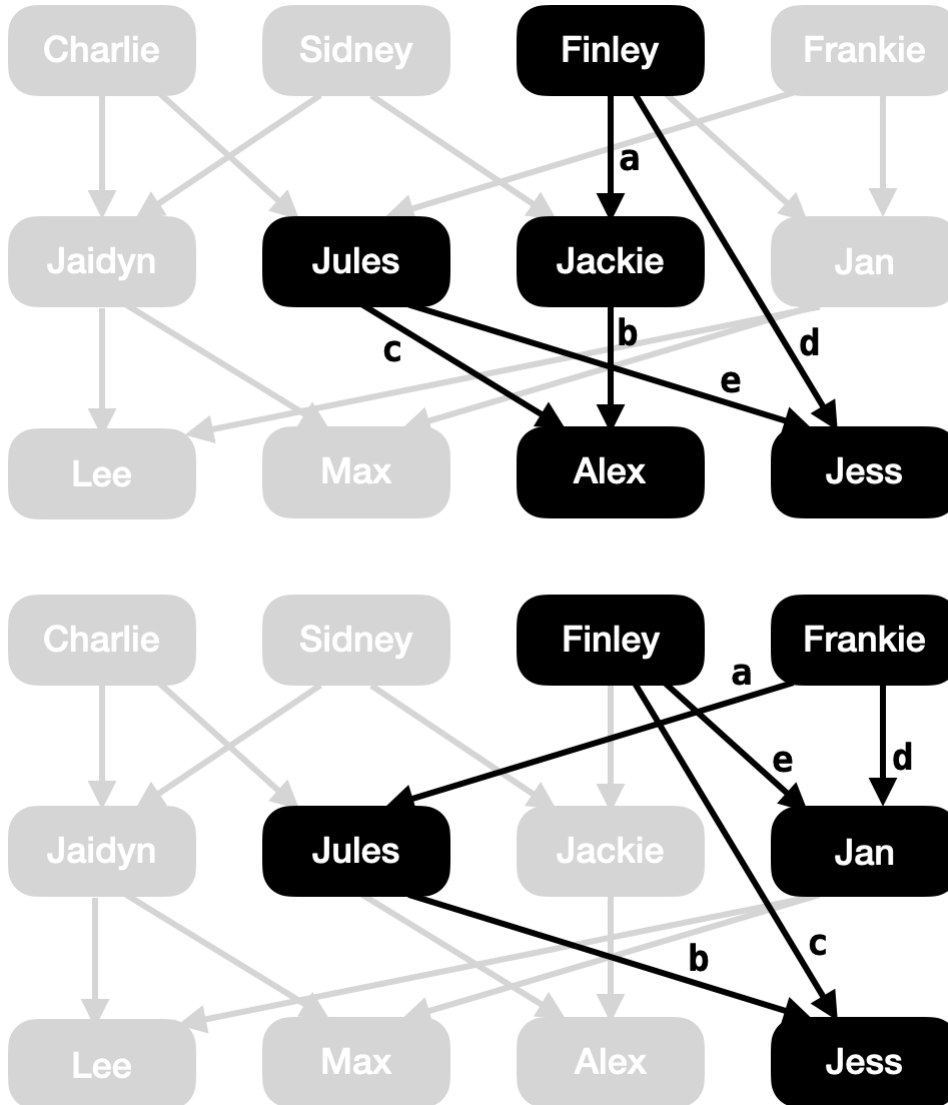 Charlie Sidney Finley Frankie
a
Jaidyn Jules Jackie Jan
c b d
e
Lee Max Alex Jess
Charlie Sidney Finley Frankie
a
e d
Jaidyn Jules Jackie Jan
b c
Lee Max Alex Jess